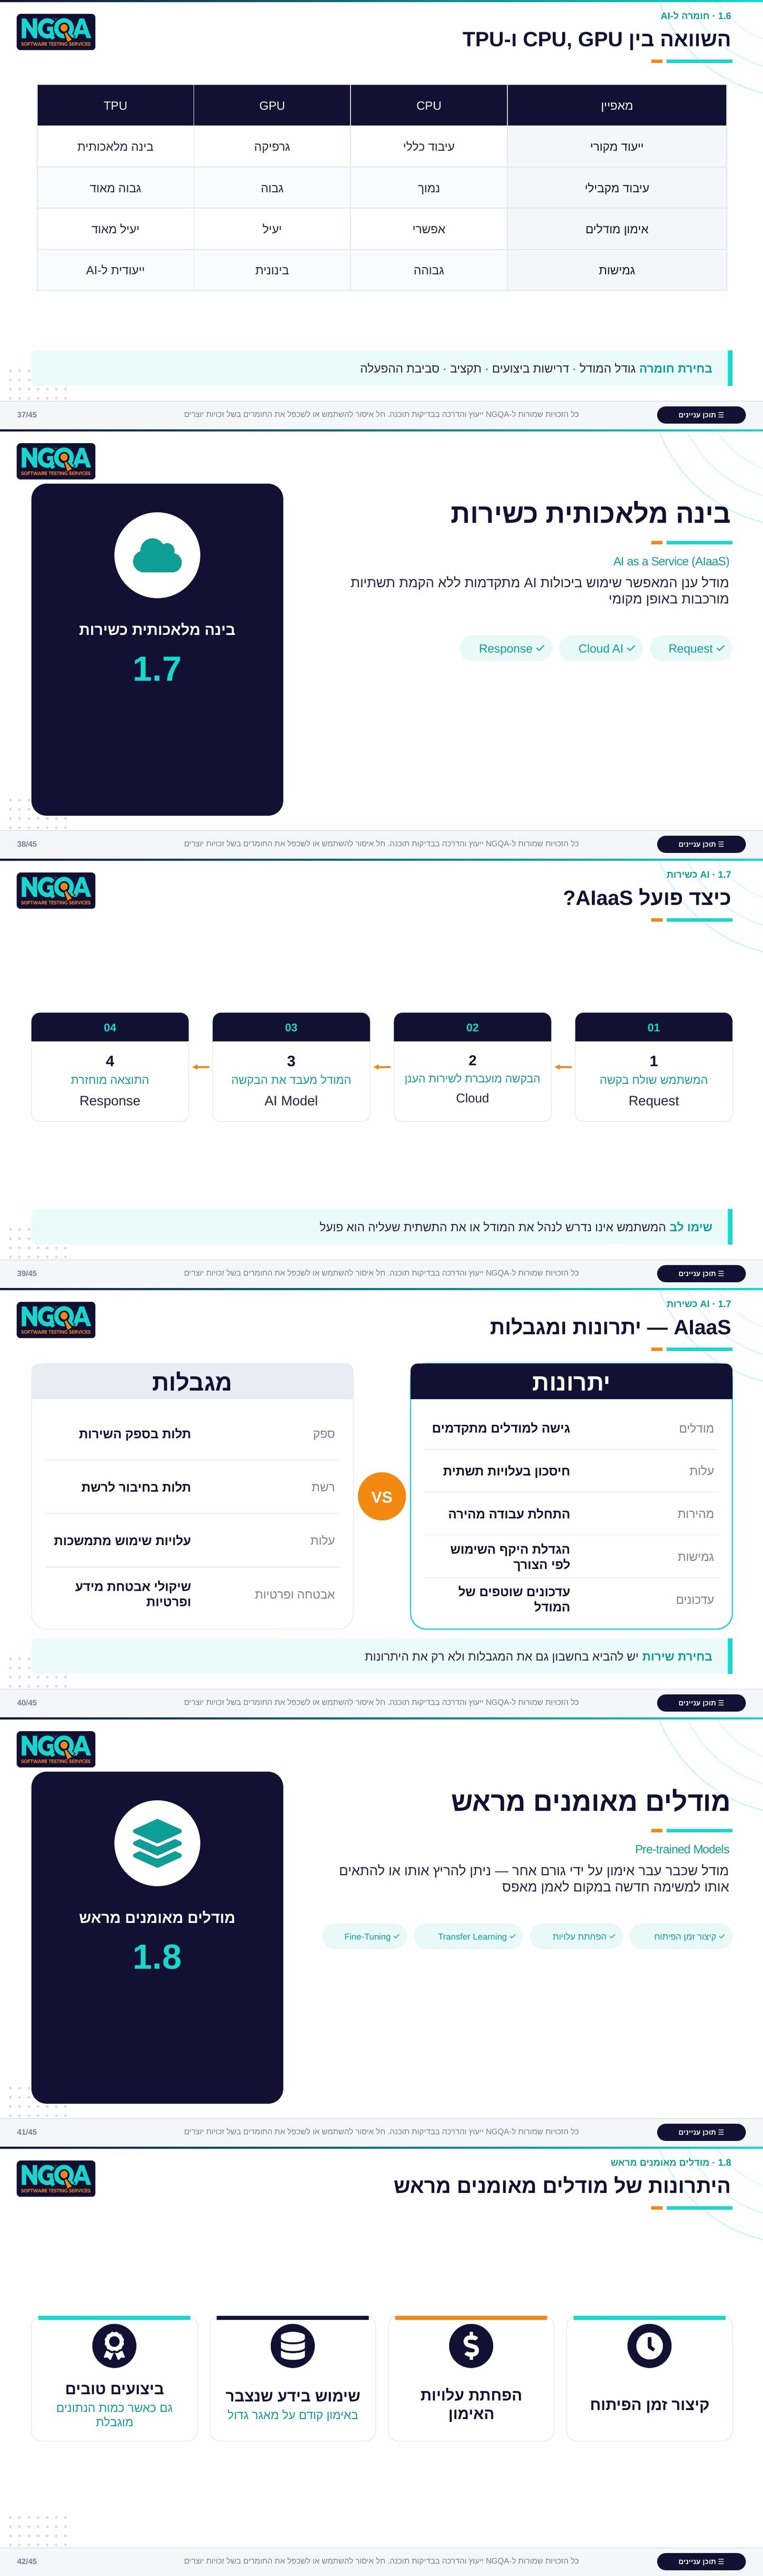 NGQA
SOFTWARE TESTING SERVICES
1.6 · חומרה ל-AI
השוואה בין CPU, GPU ו-TPU
מאפיין CPU GPU TPU
ייעוד מקורי עיבוד כללי גרפיקה בינה מלאכותית
עיבוד מקבילי נמוך גבוה גבוה מאוד
אימון מודלים אפשרי יעיל יעיל מאוד
גמישות גבוהה בינונית ייעודית ל-AI
בחירת חומרה גודל המודל · דרישות ביצועים · תקציב · סביבת ההפעלה
☰ תוכן עניינים
כל הזכויות שמורות ל-NGQA ייעוץ והדרכה בבדיקות תוכנה. חל איסור להשתמש או לשכפל את החומרים בשל זכויות יוצרים
37/45
NGQA
SOFTWARE TESTING SERVICES
בינה מלאכותית כשירות
AI as a Service (AIaaS)
מודל ענן המאפשר שימוש ביכולות AI מתקדמות ללא הקמת תשתיות
מורכבות באופן מקומי
✓ Request
✓ Cloud AI
✓ Response
בינה מלאכותית כשירות
1.7
☰ תוכן עניינים
כל הזכויות שמורות ל-NGQA ייעוץ והדרכה בבדיקות תוכנה. חל איסור להשתמש או לשכפל את החומרים בשל זכויות יוצרים
38/45
NGQA
SOFTWARE TESTING SERVICES
1.7 · AI כשירות
כיצד פועל AIaaS?
01
1
המשתמש שולח בקשה
Request
02
2
הבקשה מועברת לשירות הענן
Cloud
03
3
המודל מעבד את הבקשה
AI Model
04
4
התוצאה מוחזרת
Response
שימו לב המשתמש אינו נדרש לנהל את המודל או את התשתית שעליה הוא פועל
☰ תוכן עניינים
כל הזכויות שמורות ל-NGQA ייעוץ והדרכה בבדיקות תוכנה. חל איסור להשתמש או לשכפל את החומרים בשל זכויות יוצרים
39/45
NGQA
SOFTWARE TESTING SERVICES
1.7 · AI כשירות
AIaaS — יתרונות ומגבלות
יתרונות
מודלים גישה למודלים מתקדמים
עלות חיסכון בעלויות תשתית
מהירות התחלת עבודה מהירה
גמישות הגדלת היקף השימוש
לפי הצורך
עדכונים עדכונים שוטפים של
המודל
VS
מגבלות
ספק תלות בספק השירות
רשת תלות בחיבור לרשת
עלות עלויות שימוש מתמשכות
אבטחה ופרטיות שיקולי אבטחת מידע
ופרטיות
בחירת שירות יש להביא בחשבון גם את המגבלות ולא רק את היתרונות
☰ תוכן עניינים
כל הזכויות שמורות ל-NGQA ייעוץ והדרכה בבדיקות תוכנה. חל איסור להשתמש או לשכפל את החומרים בשל זכויות יוצרים
40/45
NGQA
SOFTWARE TESTING SERVICES
מודלים מאומנים מראש
Pre-trained Models
מודל שכבר עבר אימון על ידי גורם אחר — ניתן להריץ אותו או להתאים
אותו למשימה חדשה במקום לאמן מאפס
✓ קיצור זמן הפיתוח
✓ הפחתת עלויות
✓ Transfer Learning
✓ Fine-Tuning
מודלים מאומנים מראש
1.8
☰ תוכן עניינים
כל הזכויות שמורות ל-NGQA ייעוץ והדרכה בבדיקות תוכנה. חל איסור להשתמש או לשכפל את החומרים בשל זכויות יוצרים
41/45
NGQA
SOFTWARE TESTING SERVICES
1.8 · מודלים מאומנים מראש
היתרונות של מודלים מאומנים מראש
קיצור זמן הפיתוח
הפחתת עלויות
האימון
שימוש בידע שנצבר
באימון קודם על מאגר גדול
ביצועים טובים
גם כאשר כמות הנתונים
מוגבלת
☰ תוכן עניינים
כל הזכויות שמורות ל-NGQA ייעוץ והדרכה בבדיקות תוכנה. חל איסור להשתמש או לשכפל את החומרים בשל זכויות יוצרים
42/45